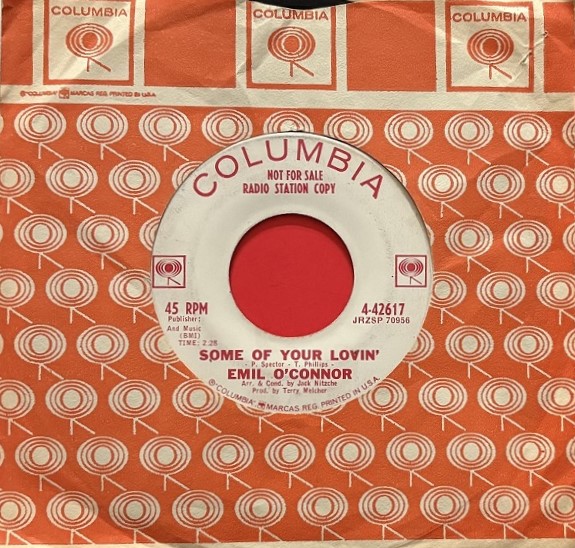 COLUMBIA COLUMBIA COLUMBIA
® "COLUMBIA" MARCAS REG. PRINTED IN U.S.A.
COLUMBIA
NOT FOR SALE
RADIO STATION COPY
45 RPM
Publisher:
And Music
(BMI)
TIME: 2:26
4-42617
JRZSP 70956
SOME OF YOUR LOVIN'
- P. Spector - T. Phillips -
EMIL O'CONNOR
Arr. & Cond. by Jack Nitzche
Prod. by Terry Melcher
® "COLUMBIA" MARCAS REG. PRINTED IN U.S.A.